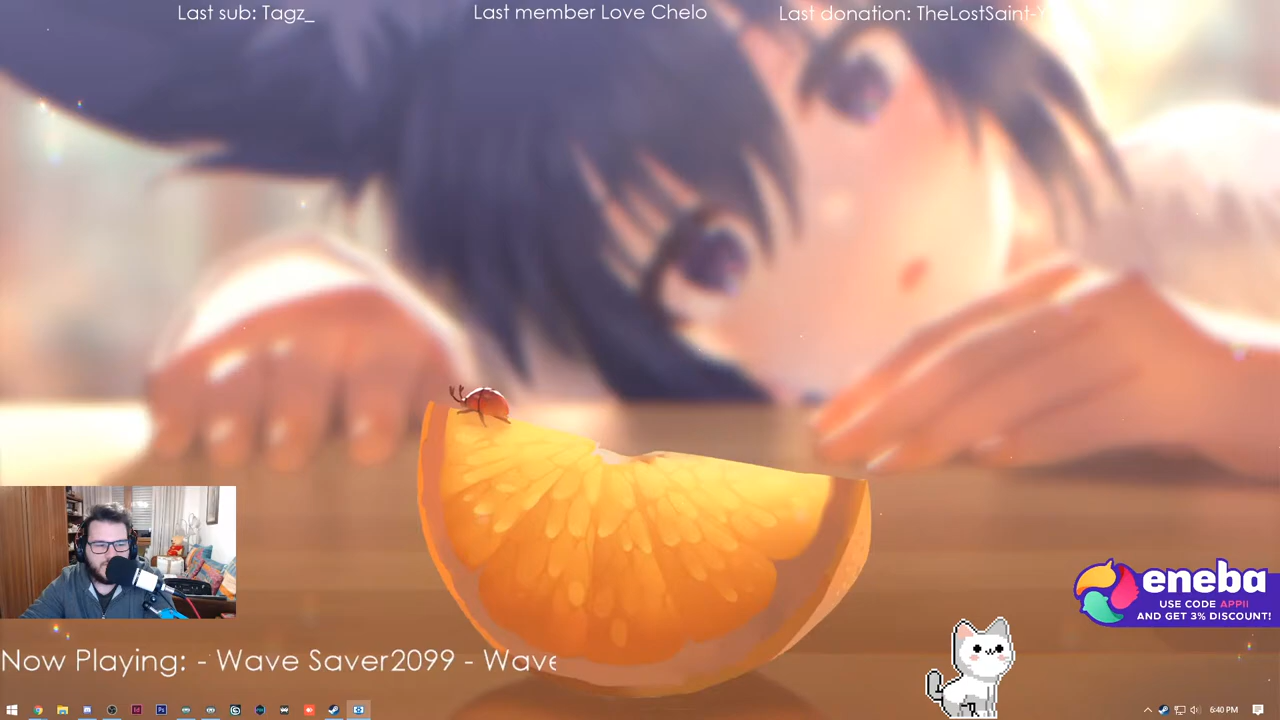 Last sub: Tagz_
Last member Love Chelo
Last donation: TheLostSaint-Y
eneba
USE CODE APPII
AND GET 3% DISCOUNT!
Now Playing: - Wave Saver2099 - Wave
6:40 PM